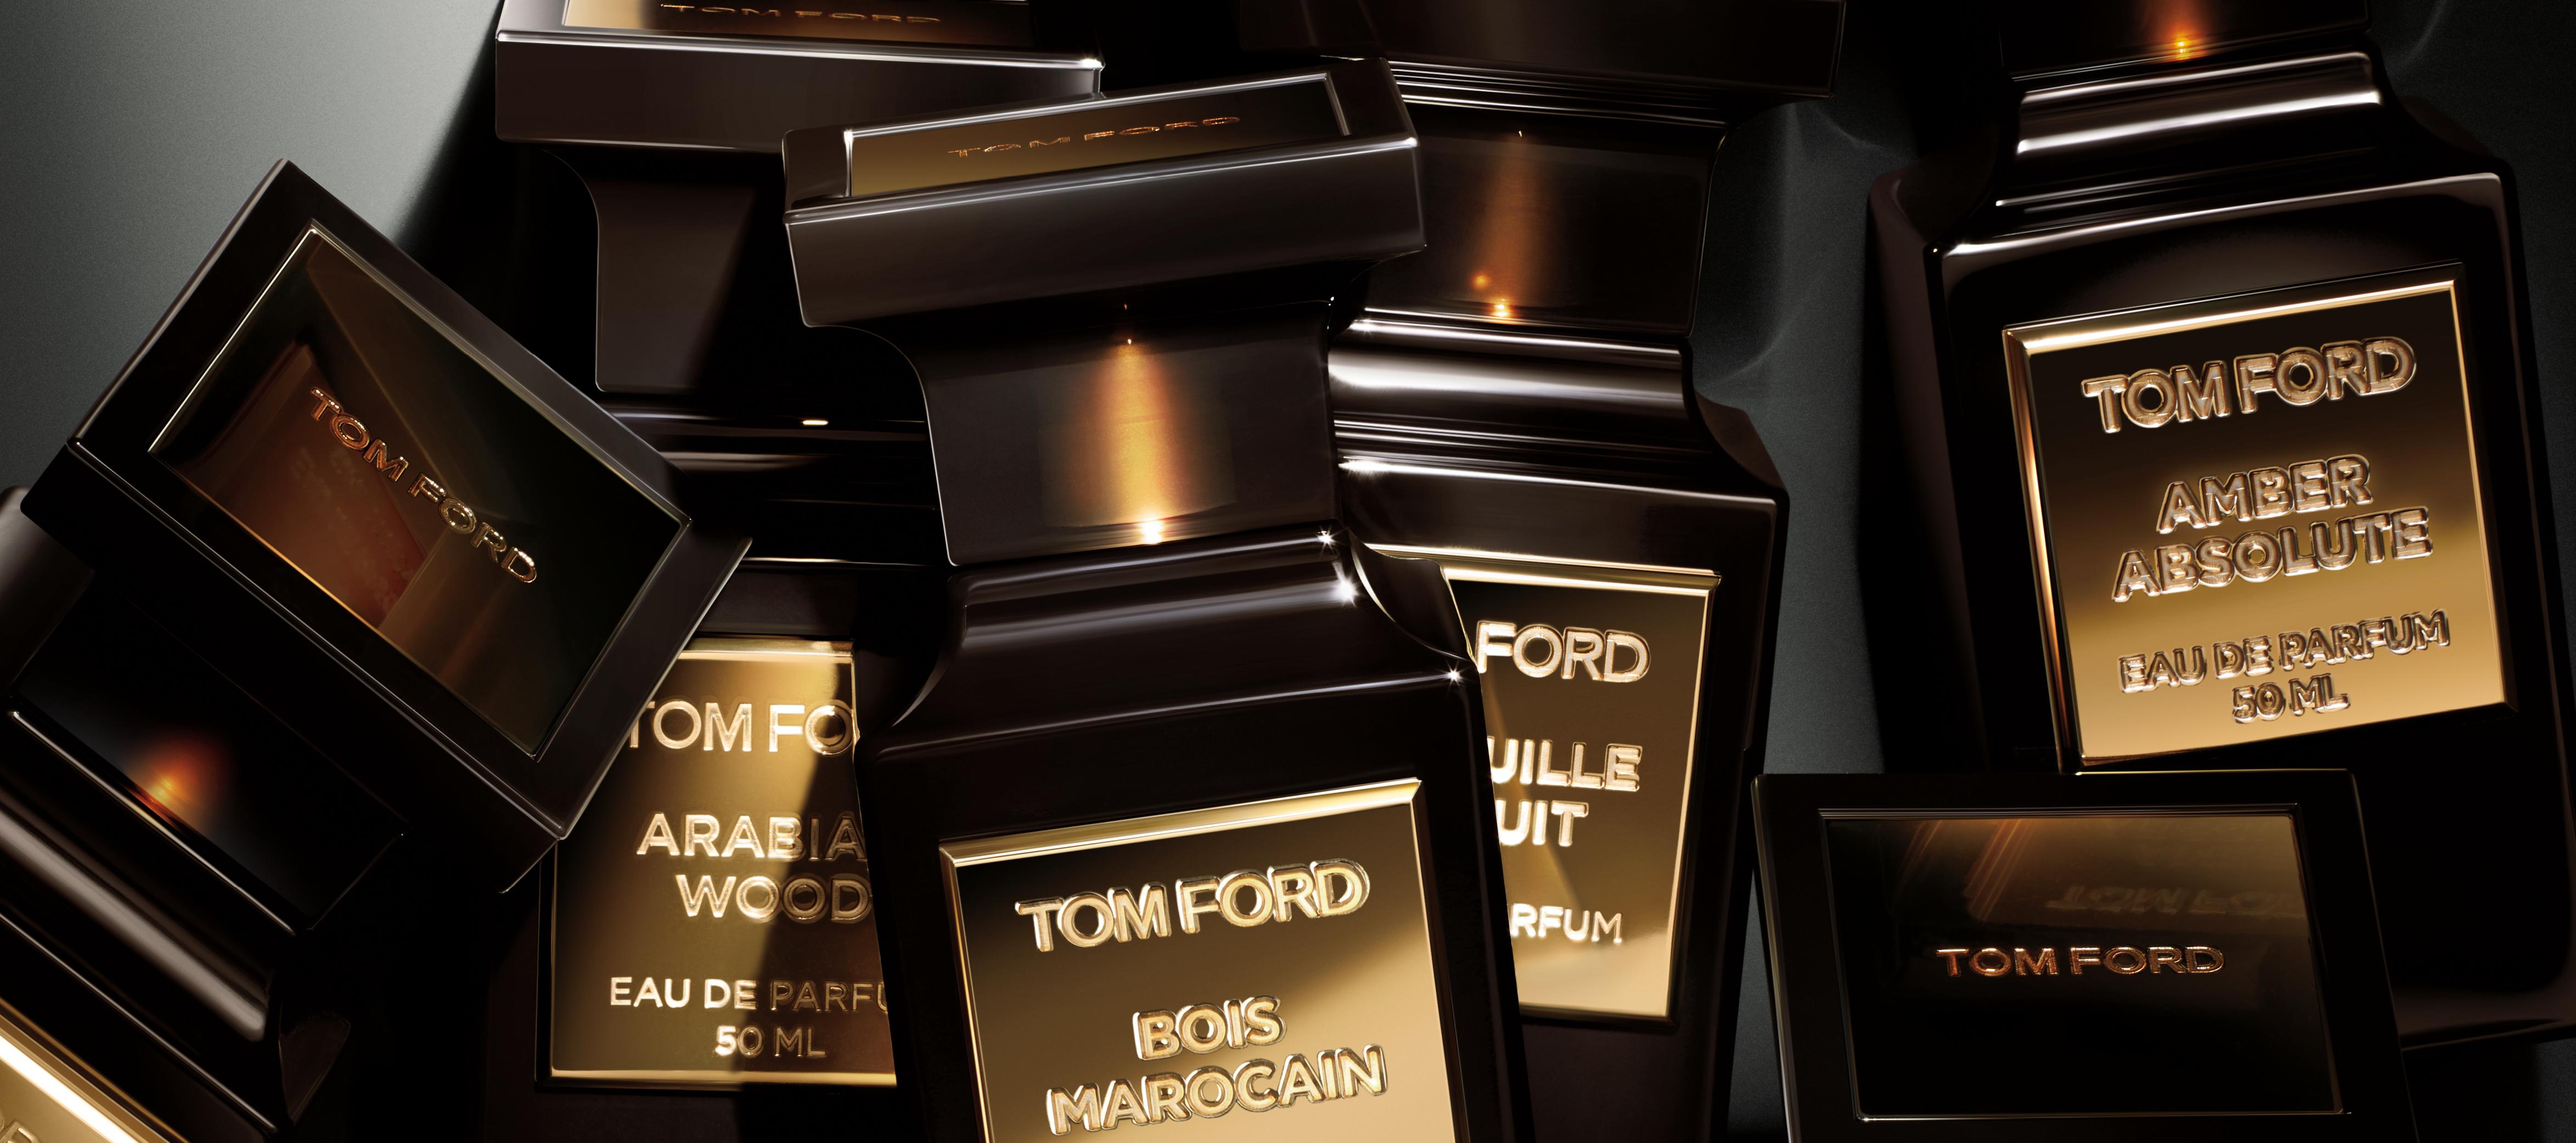 TOM FORD
TOM FORD
TOM FORD
TOM FO
ARABIA
WOOD
EAU DE PARFU
50 ML
TOM FORD
BOIS
MAROCAIN
FORD
UILLE
UIT
RFUM
TOM FORD
AMBER
ABSOLUTE
EAU DE PARFUM
50 ML
TOM FORD